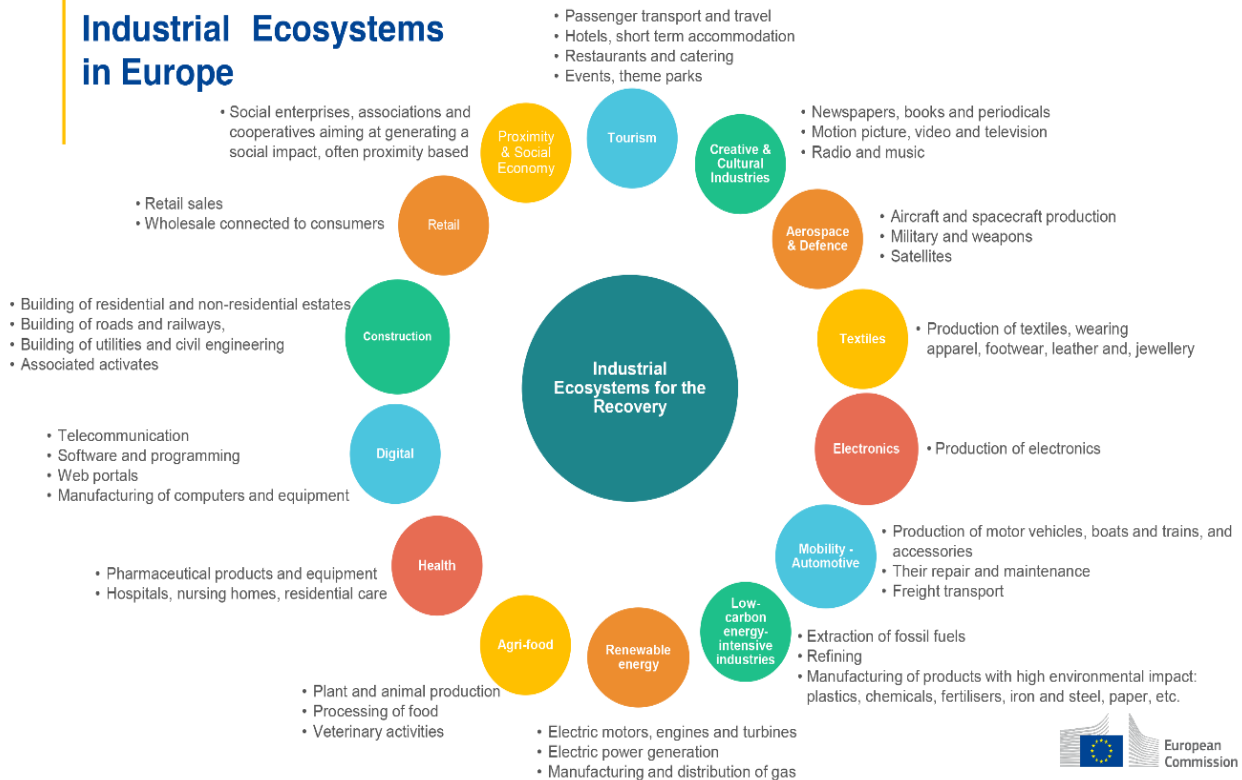 Industrial Ecosystems
in Europe
• Passenger transport and travel
• Hotels, short term accommodation
• Restaurants and catering
• Events, theme parks
Tourism
• Newspapers, books and periodicals
• Motion picture, video and television
• Radio and music
Creative &
Cultural
Industries
• Aircraft and spacecraft production
• Military and weapons
• Satellites
Aerospace
& Defence
• Production of textiles, wearing
apparel, footwear, leather and, jewellery
Textiles
• Production of electronics
Electronics
• Production of motor vehicles, boats and trains, and
accessories
• Their repair and maintenance
• Freight transport
Mobility -
Automotive
Low-
carbon
energy-
intensive
industries
• Extraction of fossil fuels
• Refining
• Manufacturing of products with high environmental impact:
plastics, chemicals, fertilisers, iron and steel, paper, etc.
Renewable
energy
• Electric motors, engines and turbines
• Electric power generation
• Manufacturing and distribution of gas
Agri-food
• Plant and animal production
• Processing of food
• Veterinary activities
Health
• Pharmaceutical products and equipment
• Hospitals, nursing homes, residential care
Digital
• Telecommunication
• Software and programming
• Web portals
• Manufacturing of computers and equipment
Construction
• Building of residential and non-residential estates
• Building of roads and railways,
• Building of utilities and civil engineering
• Associated activates
Retail
• Retail sales
• Wholesale connected to consumers
Proximity
& Social
Economy
• Social enterprises, associations and
cooperatives aiming at generating a
social impact, often proximity based
Industrial
Ecosystems for the
Recovery
European
Commission